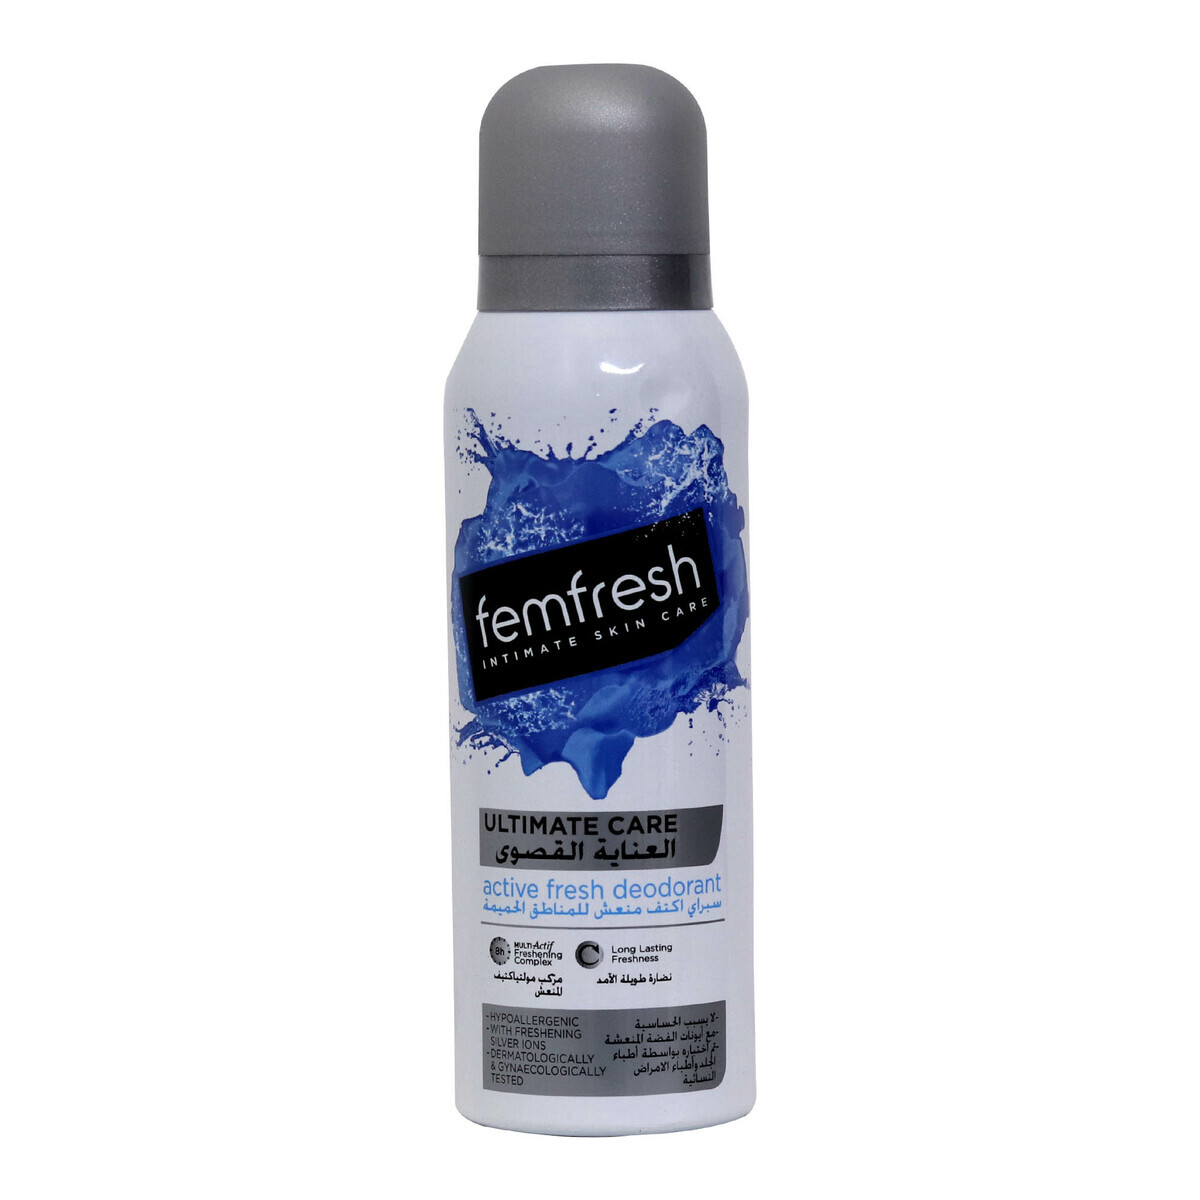 femfresh
INTIMATE SKIN CARE
ULTIMATE CARE
العناية القصوى
active fresh deodorant
سبراي اكتف منعش للمناطق الحميمة
8h
MULTIActif
Freshening
Complex
مركب مولتياكتيف
المنعش
Long Lasting
Freshness
نضارة طويلة الأمد
-HYPOALLERGENIC
-WITH FRESHENING
SILVER IONS
-DERMATOLOGICALLY
& GYNAECOLOGICALLY
TESTED
-لا يسبب الحساسية
-مع أيونات الفضة المنعشة
-تم اختباره بواسطة أطباء
الجلد وأطباء الامراض
النسائية